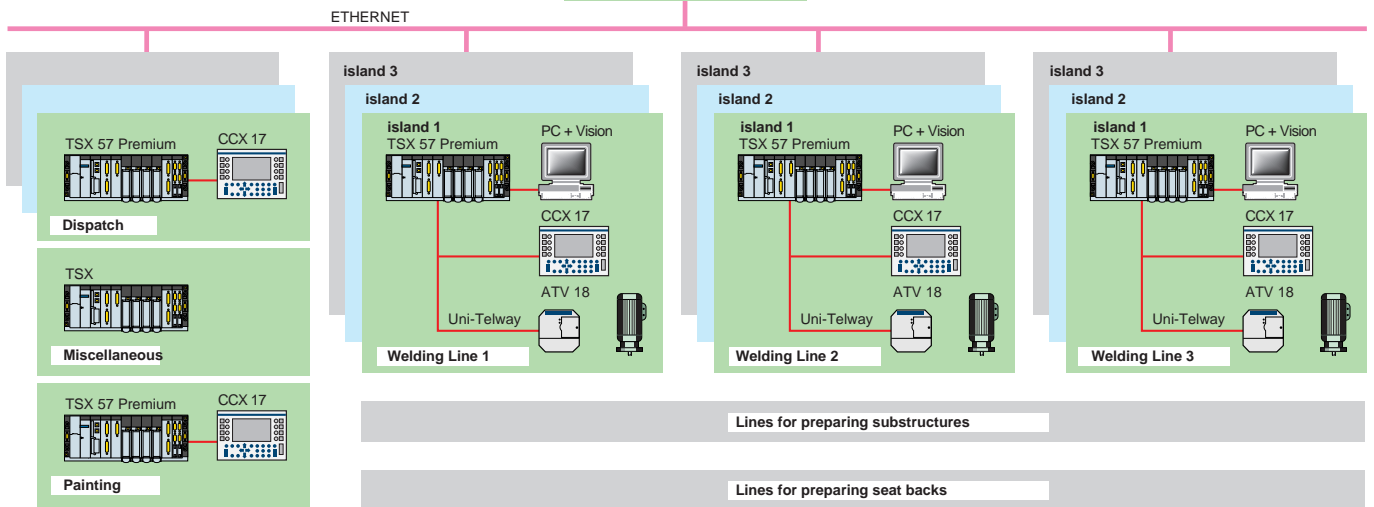 ETHERNET
TSX 57 Premium
CCX 17
Dispatch
TSX
Miscellaneous
TSX 57 Premium
CCX 17
Painting
island 3
island 2
island 1
TSX 57 Premium
PC + Vision
CCX 17
ATV 18
Uni-Telway
Welding Line 1
island 3
island 2
island 1
TSX 57 Premium
PC + Vision
CCX 17
ATV 18
Uni-Telway
Welding Line 2
island 3
island 2
island 1
TSX 57 Premium
PC + Vision
CCX 17
ATV 18
Uni-Telway
Welding Line 3
Lines for preparing substructures
Lines for preparing seat backs